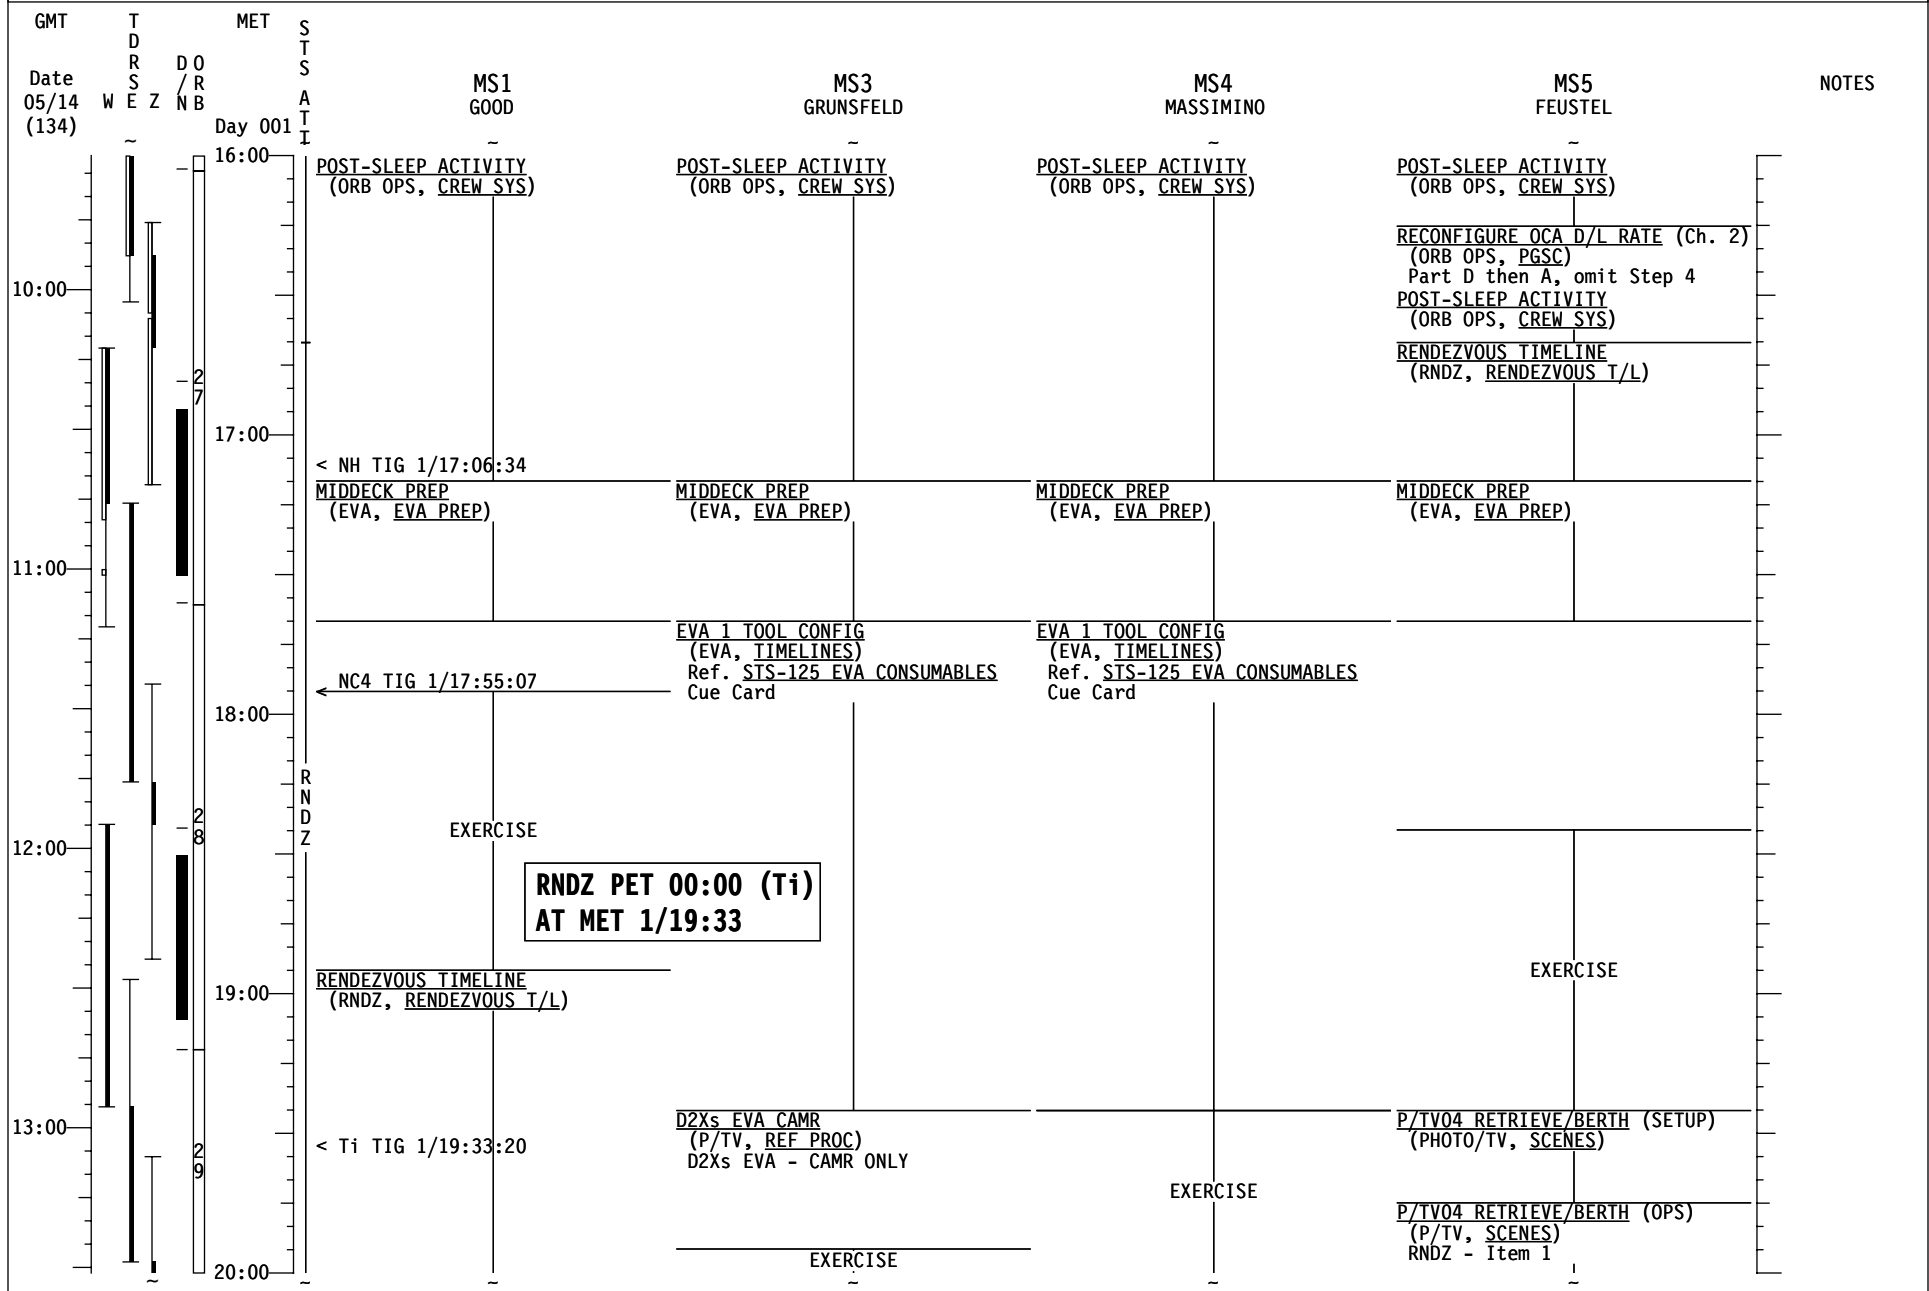 GMT
TDRS
MET
STS ATT
D/N
ORB
Date
05/14
(134)
W E Z
Day 001
MS1
GOOD
MS3
GRUNSFELD
MS4
MASSIMINO
MS5
FEUSTEL
NOTES
~ ~ ~ ~ ~ ~
16:00
POST-SLEEP ACTIVITY
(ORB OPS, CREW SYS)
POST-SLEEP ACTIVITY
(ORB OPS, CREW SYS)
POST-SLEEP ACTIVITY
(ORB OPS, CREW SYS)
POST-SLEEP ACTIVITY
(ORB OPS, CREW SYS)
RECONFIGURE OCA D/L RATE (Ch. 2)
(ORB OPS, PGSC)
Part D then A, omit Step 4
10:00
POST-SLEEP ACTIVITY
(ORB OPS, CREW SYS)
RENDEZVOUS TIMELINE
(RNDZ, RENDEZVOUS T/L)
27
17:00
< NH TIG 1/17:06:34
MIDDECK PREP
(EVA, EVA PREP)
MIDDECK PREP
(EVA, EVA PREP)
MIDDECK PREP
(EVA, EVA PREP)
MIDDECK PREP
(EVA, EVA PREP)
11:00
EVA 1 TOOL CONFIG
(EVA, TIMELINES)
Ref. STS-125 EVA CONSUMABLES
Cue Card
EVA 1 TOOL CONFIG
(EVA, TIMELINES)
Ref. STS-125 EVA CONSUMABLES
Cue Card
< NC4 TIG 1/17:55:07
18:00
RNDZ
28
EXERCISE
12:00
RNDZ PET 00:00 (Ti)
AT MET 1/19:33
EXERCISE
RENDEZVOUS TIMELINE
(RNDZ, RENDEZVOUS T/L)
19:00
D2Xs EVA CAMR
(P/TV, REF PROC)
D2Xs EVA - CAMR ONLY
P/TV04 RETRIEVE/BERTH (SETUP)
(PHOTO/TV, SCENES)
13:00
< Ti TIG 1/19:33:20
29
EXERCISE
P/TV04 RETRIEVE/BERTH (OPS)
(P/TV, SCENES)
RNDZ - Item 1
EXERCISE
20:00
~ ~ ~ ~ ~ ~